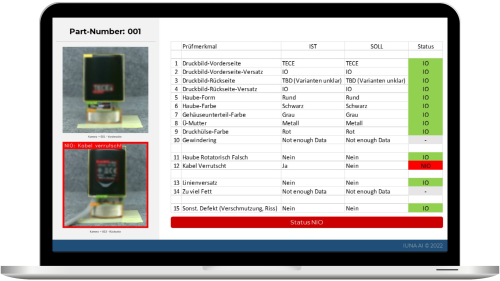 Part-Number: 001
NIO: Kabel verrutscht
Prüfmerkmal IST SOLL Status
1 Druckbild-Vorderseite TECE TECE IO
2 Druckbild-Vorderseite-Versatz IO IO IO
3 Druckbild-Rückseite TBD (Varianten unklar) TBD (Varianten unklar) IO
4 Druckbild-Rückseite-Versatz IO IO IO
5 Haube-Form Rund Rund IO
6 Haube-Farbe Schwarz Schwarz IO
7 Gehäuseunterteil-Farbe Grau Grau IO
8 Ü-Mutter Metall Metall IO
9 Druckhülse-Farbe Rot Rot IO
10 Gewindering Not enough Data Not enough Data -
11 Haube Rotatorisch Falsch Nein Nein IO
12 Kabel Verrutscht Ja Nein NIO
13 Linienversatz Nein Nein IO
14 Zu viel Fett Not enough Data Not enough Data -
15 Sonst. Defekt (Verschmutzung, Riss) Nein Nein IO
Status:NIO
IUNA AI © 2022